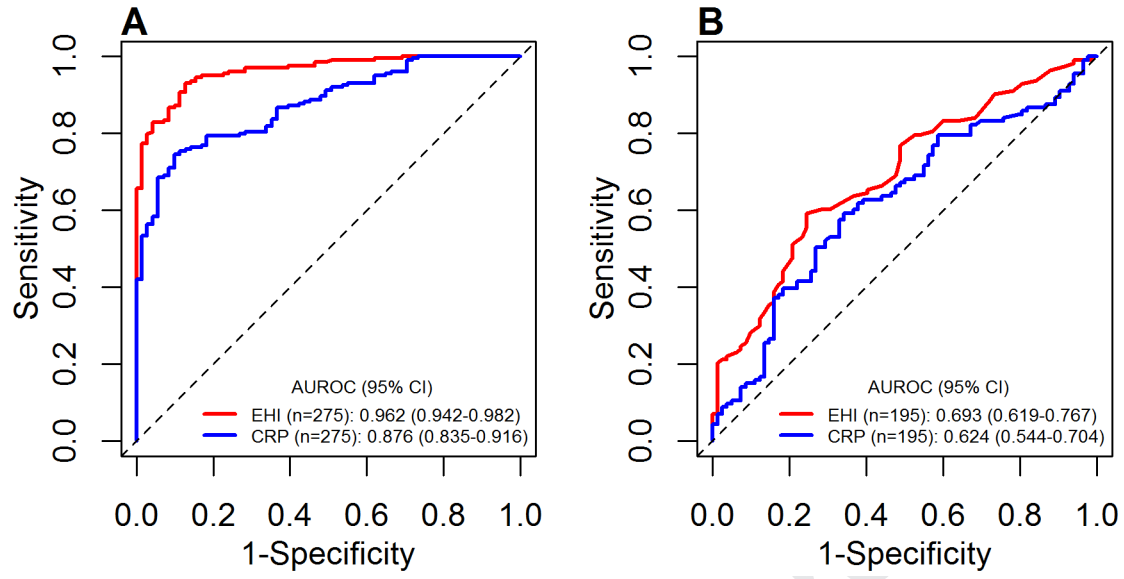 A
Sensitivity
1.0
0.8
0.6
0.4
0.2
0.0
AUROC (95% CI)
EHI (n=275): 0.962 (0.942-0.982)
CRP (n=275): 0.876 (0.835-0.916)
0.0 0.2 0.4 0.6 0.8 1.0
1-Specificity
B
Sensitivity
1.0
0.8
0.6
0.4
0.2
0.0
AUROC (95% CI)
EHI (n=195): 0.693 (0.619-0.767)
CRP (n=195): 0.624 (0.544-0.704)
0.0 0.2 0.4 0.6 0.8 1.0
1-Specificity